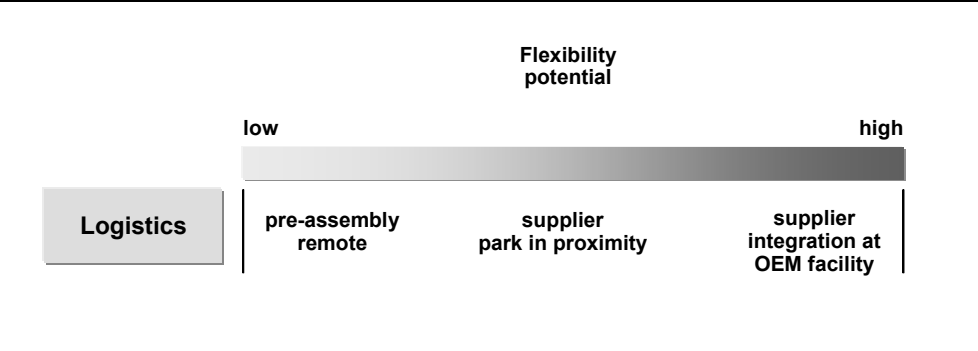 Flexibility
potential
low
high
Logistics
pre-assembly
remote
supplier
park in proximity
supplier
integration at
OEM facility